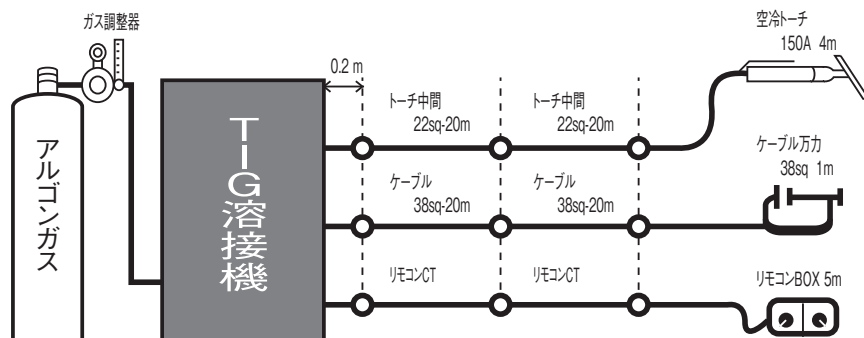 ガス調整器
アルゴンガス
TIG溶接機
0.2 m
トーチ中間
22sq-20m
トーチ中間
22sq-20m
空冷トーチ
150A 4m
ケーブル
38sq-20m
ケーブル
38sq-20m
ケーブル万力
38sq 1m
リモコンCT
リモコンCT
リモコンBOX 5m